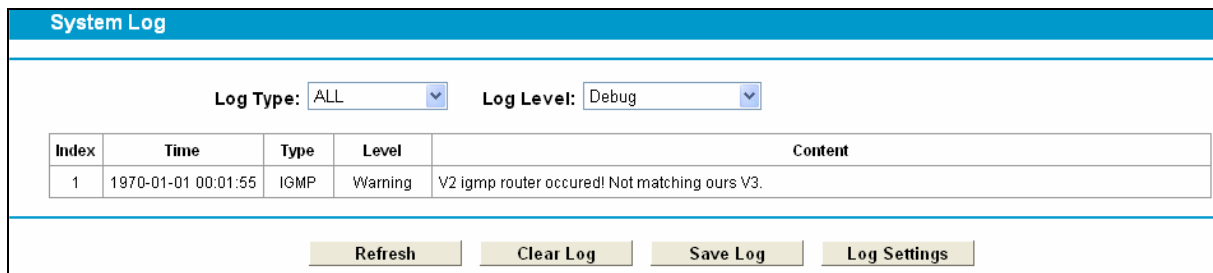 System Log
Log Type: ALL Log Level: Debug
Index Time Type Level Content
1 1970-01-01 00:01:55 IGMP Warning V2 igmp router occured! Not matching ours V3.
Refresh Clear Log Save Log Log Settings